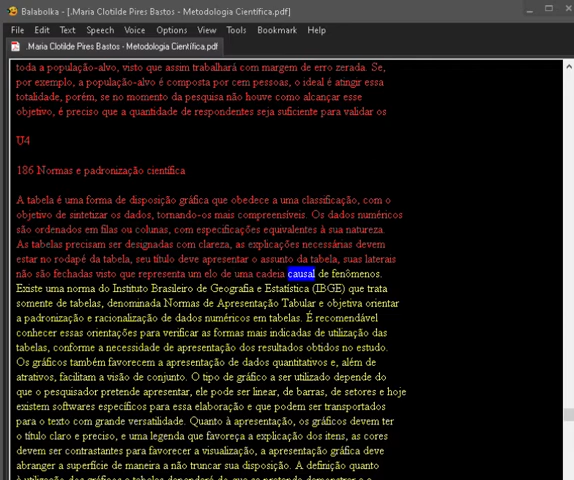 Balabolka - [.Maria Clotilde Pires Bastos - Metodologia Científica.pdf]
File Edit Text Speech Voice Options View Tools Bookmark Help
.Maria Clotilde Pires Bastos - Metodologia Científica.pdf
toda a população-alvo, visto que assim trabalhará com margem de erro zerada. Se,
por exemplo, a população-alvo é composta por cem pessoas, o ideal é atingir essa
totalidade, porém, se no momento da pesquisa não houve como alcançar esse
objetivo, é preciso que a quantidade de respondentes seja suficiente para validar os
U4
186 Normas e padronização científica
A tabela é uma forma de disposição gráfica que obedece a uma classificação, com o
objetivo de sintetizar os dados, tornando-os mais compreensíveis. Os dados numéricos
são ordenados em filas ou colunas, com especificações equivalentes à sua natureza.
As tabelas precisam ser designadas com clareza, as explicações necessárias devem
estar no rodapé da tabela, seu título deve apresentar o assunto da tabela, suas laterais
não são fechadas visto que representa um elo de uma cadeia causal de fenômenos.
Existe uma norma do Instituto Brasileiro de Geografia e Estatística (IBGE) que trata
somente de tabelas, denominada Normas de Apresentação Tabular e objetiva orientar
a padronização e racionalização de dados numéricos em tabelas. É recomendável
conhecer essas orientações para verificar as formas mais indicadas de utilização das
tabelas, conforme a necessidade de apresentação dos resultados obtidos no estudo.
Os gráficos também favorecem a apresentação de dados quantitativos e, além de
atrativos, facilitam a visão de conjunto. O tipo de gráfico a ser utilizado depende do
que o pesquisador pretende apresentar, ele pode ser linear, de barras, de setores e hoje
existem softwares específicos para essa elaboração e que podem ser transportados
para o texto com grande versatilidade. Quanto à apresentação, os gráficos devem ter
o título claro e preciso, e uma legenda que favoreça a explicação dos itens, as cores
devem ser contrastantes para favorecer a visualização, a apresentação gráfica deve
abranger a superfície de maneira a não truncar sua disposição. A definição quanto
à utilização dos gráficos e tabelas dependerá do que se pretende demonstrar e a